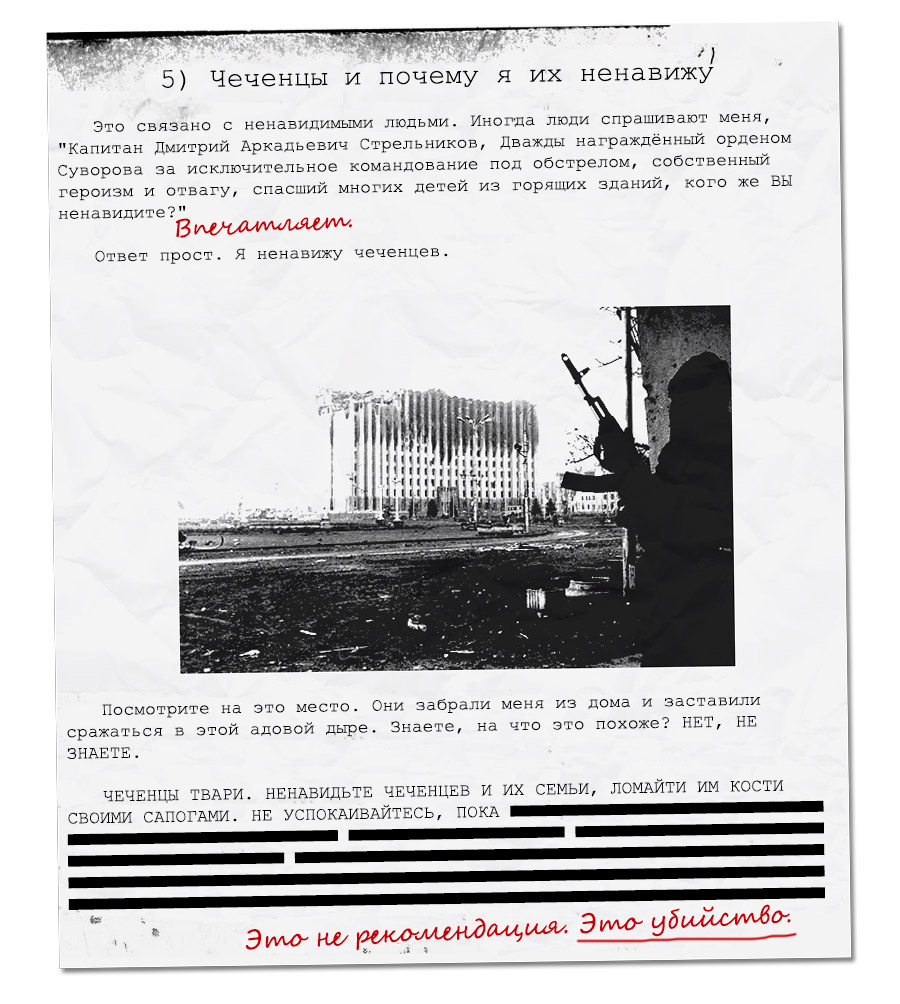 5) Чеченцы и почему я их ненавижу
Это связано с ненавидимыми людьми. Иногда люди спрашивают меня,
"Капитан Дмитрий Аркадьевич Стрельников, Дважды награждённый орденом
Суворова за исключительное командование под обстрелом, собственный
героизм и отвагу, спасший многих детей из горящих зданий, кого же ВЫ
ненавидите?"
Впечатляет.
Ответ прост. Я ненавижу чеченцев.
Посмотрите на это место. Они забрали меня из дома и заставили
сражаться в этой адовой дыре. Знаете, на что это похоже? НЕТ, НЕ
ЗНАЕТЕ.
ЧЕЧЕНЦЫ ТВАРИ. НЕНАВИДЬТЕ ЧЕЧЕНЦЕВ И ИХ СЕМЬИ, ЛОМАЙТИ ИМ КОСТИ
СВОИМИ САПОГАМИ. НЕ УСПОКАИВАЙТЕСЬ, ПОКА
Это не рекомендация. Это убийство.